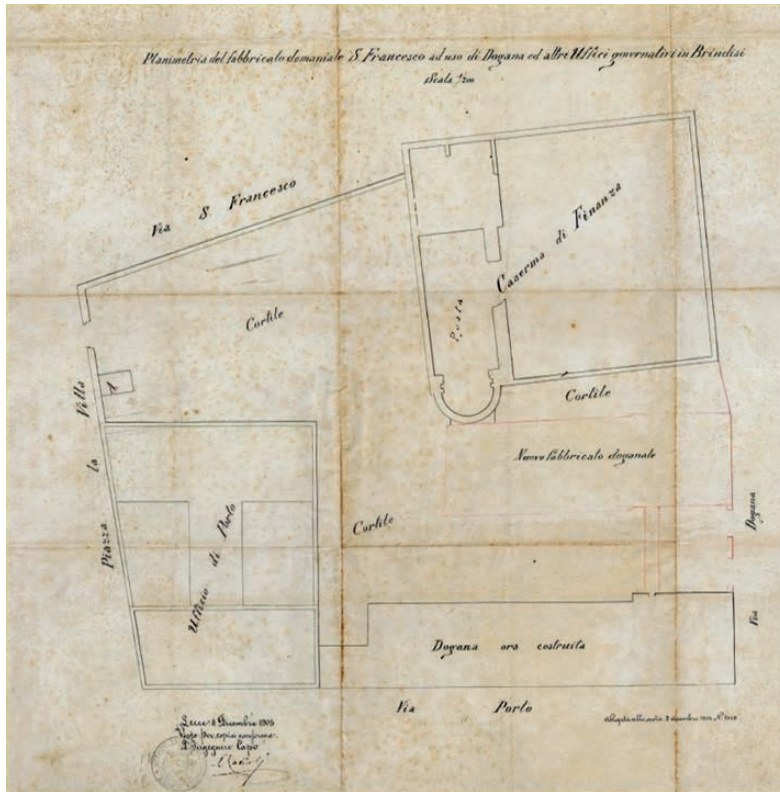 Planimetria del fabbricato demaniale S. Francesco ad uso di Dogana ed altri Uffici governativi in Brindisi
Scala 1/200
Via S. Francesco
Cortile
Posta
Caserma di Finanza
Cortile
Nuovo fabbricato doganale
Piazza la Villa
Ufficio di Porto
Cortile
Via Dogana
Dogana ora costruita
Via Porto
Lecce 8 Dicembre 1905
Visto per copia conforme
L'Ingegnere Capo